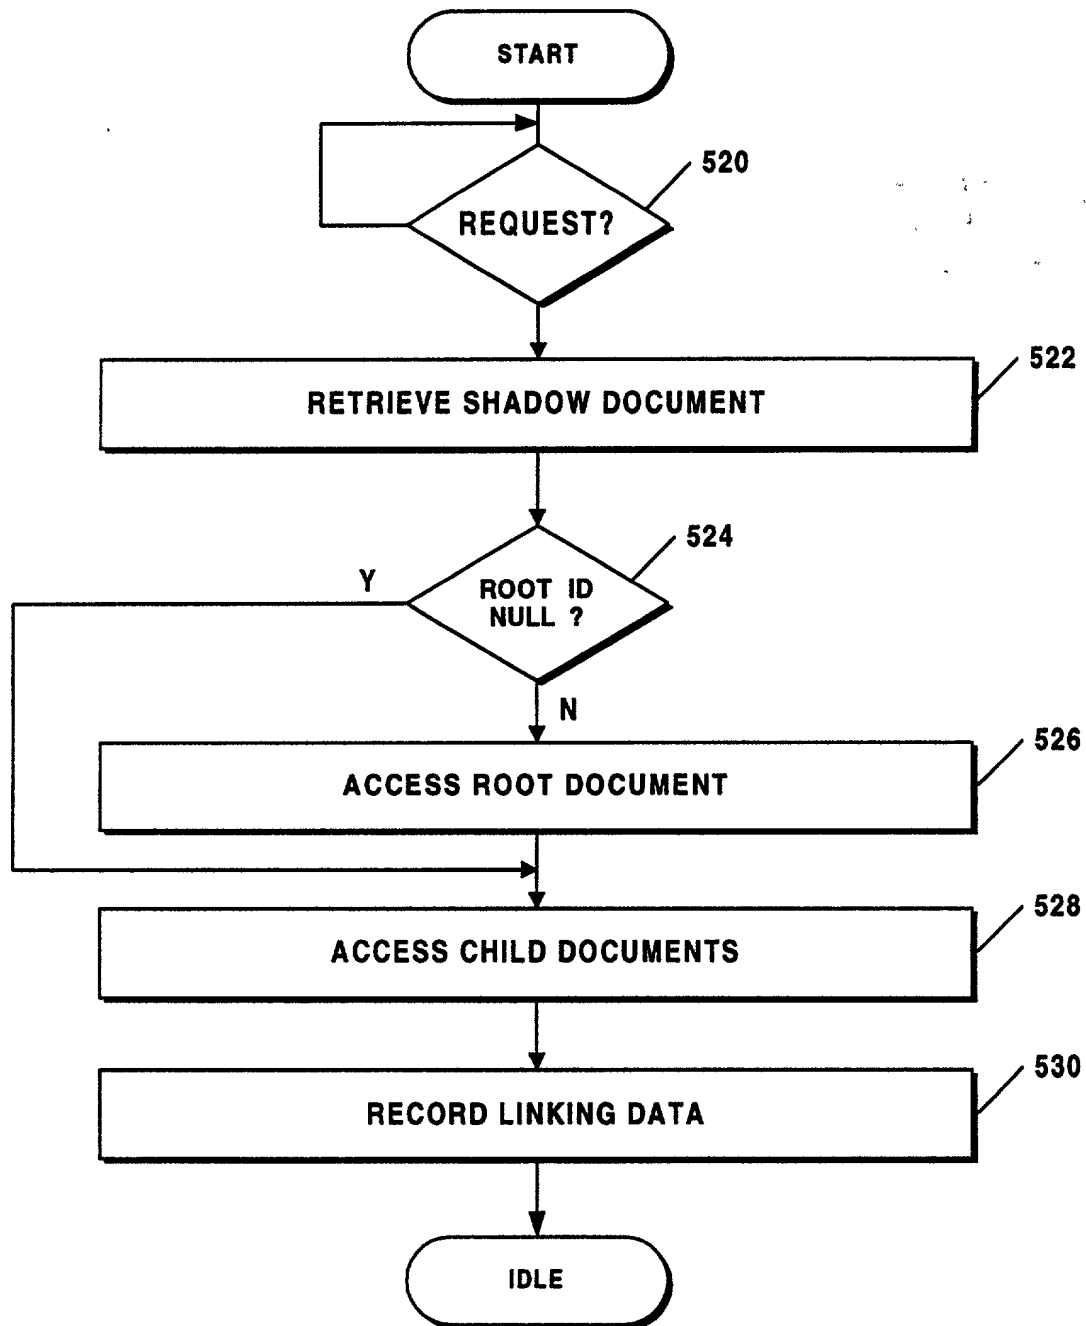 START
520
REQUEST?
522
RETRIEVE SHADOW DOCUMENT
524
Y
ROOT ID
NULL ?
N
526
ACCESS ROOT DOCUMENT
528
ACCESS CHILD DOCUMENTS
530
RECORD LINKING DATA
IDLE